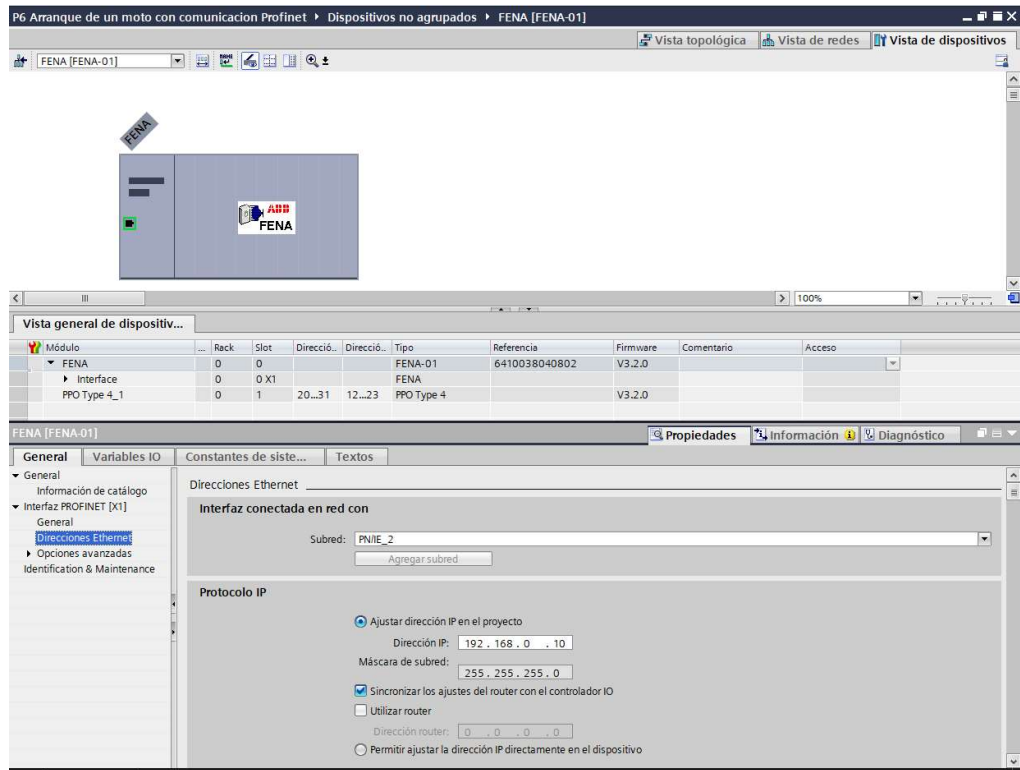 P6 Arranque de un moto con comunicacion Profinet ▸ Dispositivos no agrupados ▸ FENA [FENA-01]
Vista topológica Vista de redes Vista de dispositivos
FENA [FENA-01]
FENA
ABB
FENA
100%
Vista general de dispositiv...
Módulo ... Rack Slot Direcció... Direcció... Tipo Referencia Firmware Comentario Acceso
FENA 0 0 FENA-01 6410038040802 V3.2.0
Interface 0 0 X1 FENA
PPO Type 4_1 0 1 20...31 12...23 PPO Type 4 V3.2.0
FENA [FENA-01]
Propiedades Información Diagnóstico
General Variables IO Constantes de siste... Textos
General
Información de catálogo
Interfaz PROFINET [X1]
General
Direcciones Ethernet
Opciones avanzadas
Identification & Maintenance
Direcciones Ethernet
Interfaz conectada en red con
Subred: PN/IE_2
Agregar subred
Protocolo IP
Ajustar dirección IP en el proyecto
Dirección IP: 192 . 168 . 0 . 10
Máscara de subred: 255 . 255 . 255 . 0
Sincronizar los ajustes del router con el controlador IO
Utilizar router
Dirección router: 0 . 0 . 0 . 0
Permitir ajustar la dirección IP directamente en el dispositivo